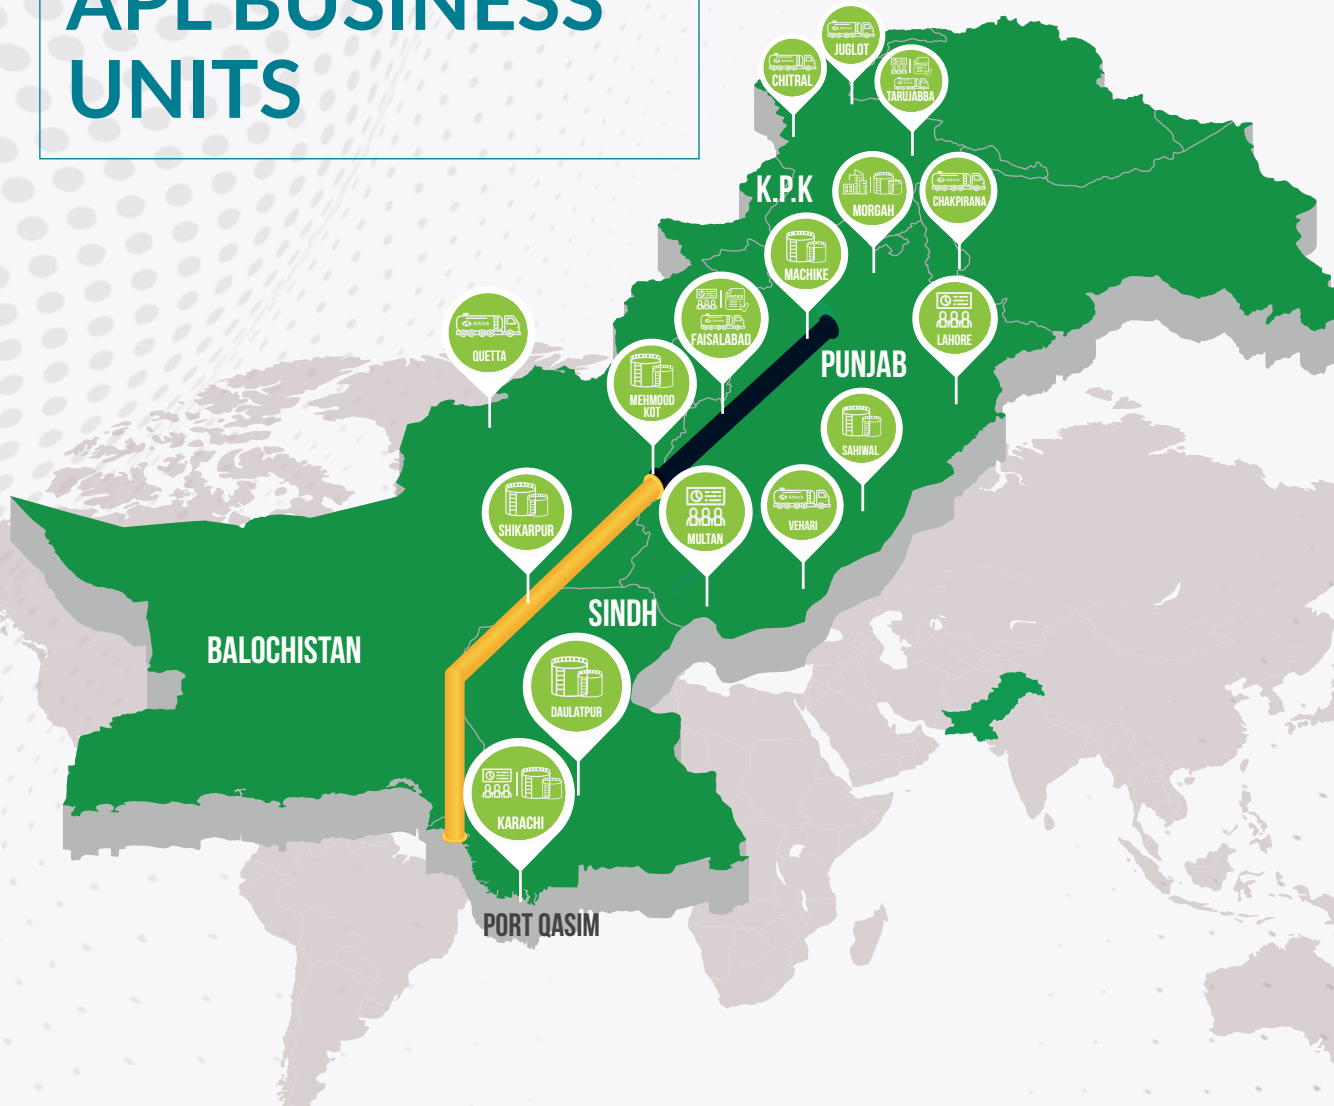 APL BUSINESS
UNITS
JUGLOT
CHITRAL
TARUJABBA
K.P.K
MORGAH
CHAKPIRANA
MACHIKE
FAISALABAD
LAHORE
QUETTA
PUNJAB
MEHMOOD
KOT
SAHIWAL
SHIKARPUR
MULTAN
VEHARI
SINDH
BALOCHISTAN
DAULATPUR
KARACHI
PORT QASIM